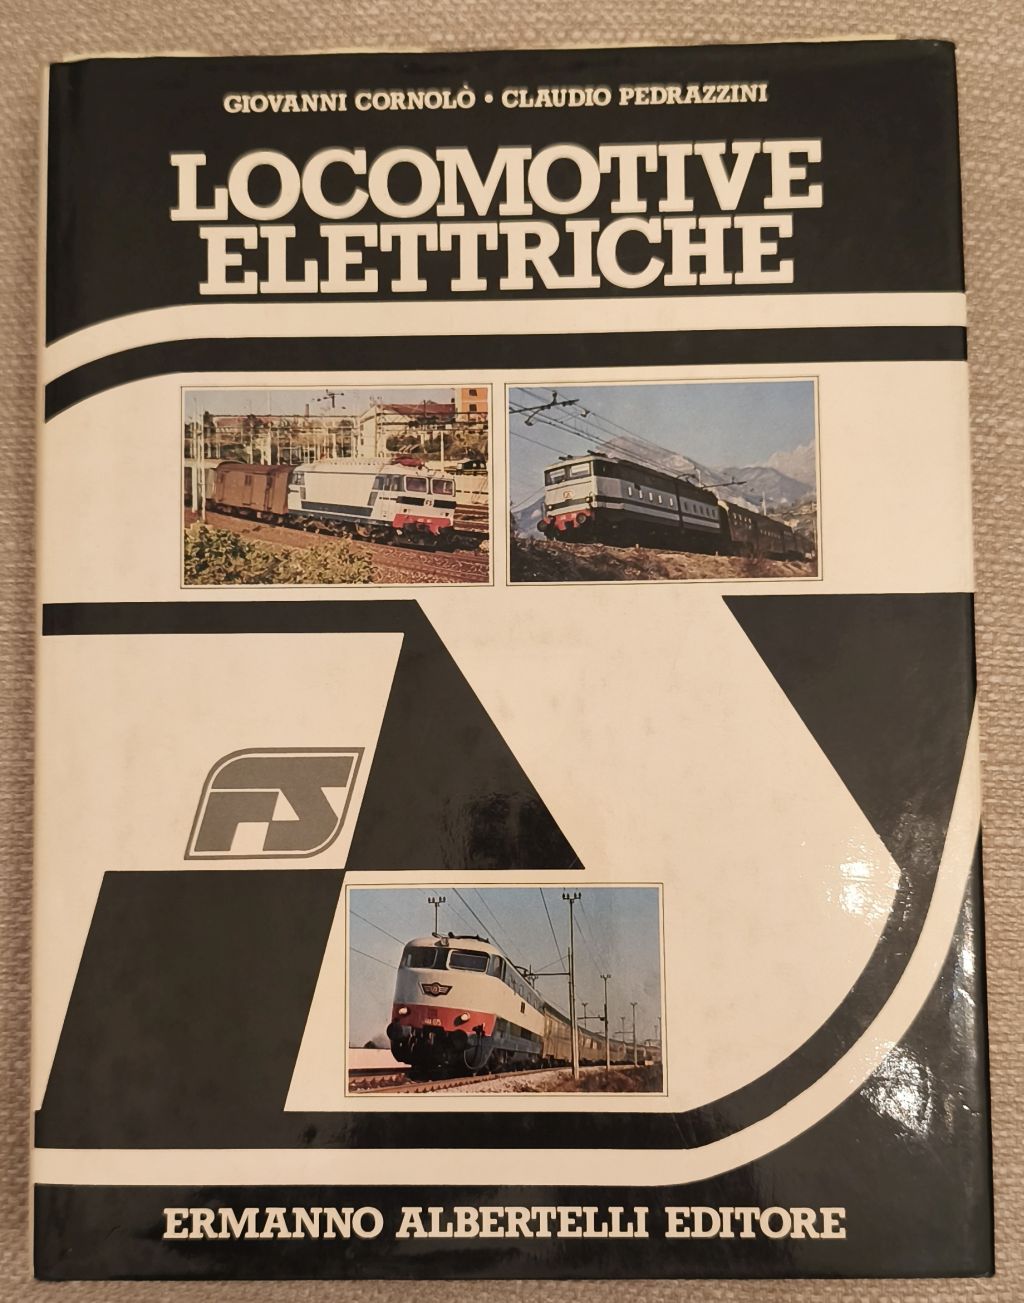 GIOVANNI CORNOLÒ • CLAUDIO PEDRAZZINI
LOCOMOTIVE
ELETTRICHE
FS
ERMANNO ALBERTELLI EDITORE